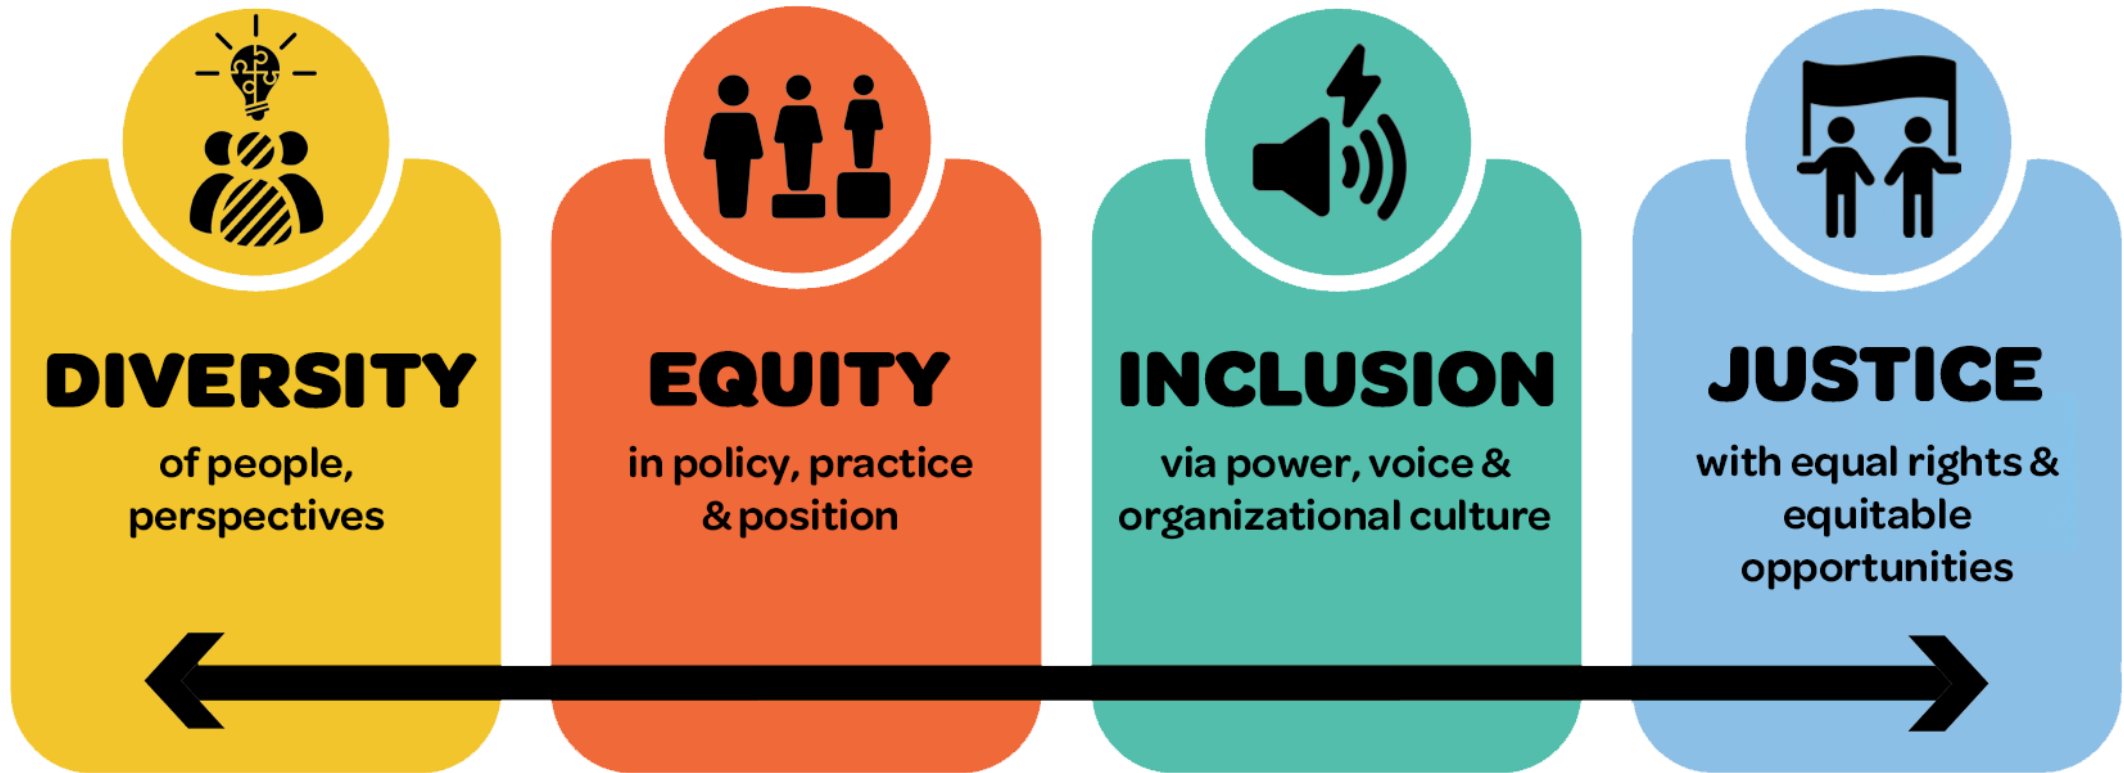 DIVERSITY
of people,
perspectives
EQUITY
in policy, practice
& position
INCLUSION
via power, voice &
organizational culture
JUSTICE
with equal rights &
equitable
opportunities